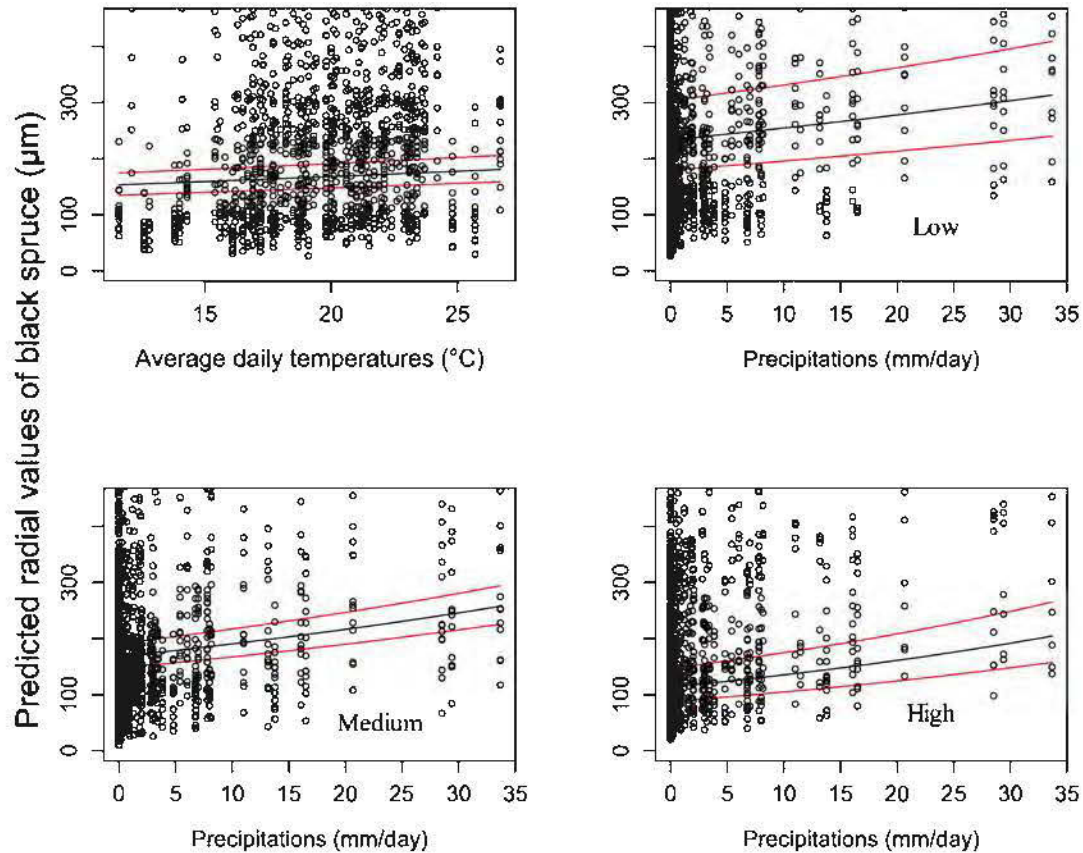 Predicted radial values of black spruce (µm)
0
100
300
15
20
25
Average daily temperatures (°C)
0
100
300
Low
0 5 10 15 20 25 30 35
Precipitations (mm/day)
0
100
300
Medium
0 5 10 15 20 25 30 35
Precipitations (mm/day)
0
100
300
High
0 5 10 15 20 25 30 35
Precipitations (mm/day)